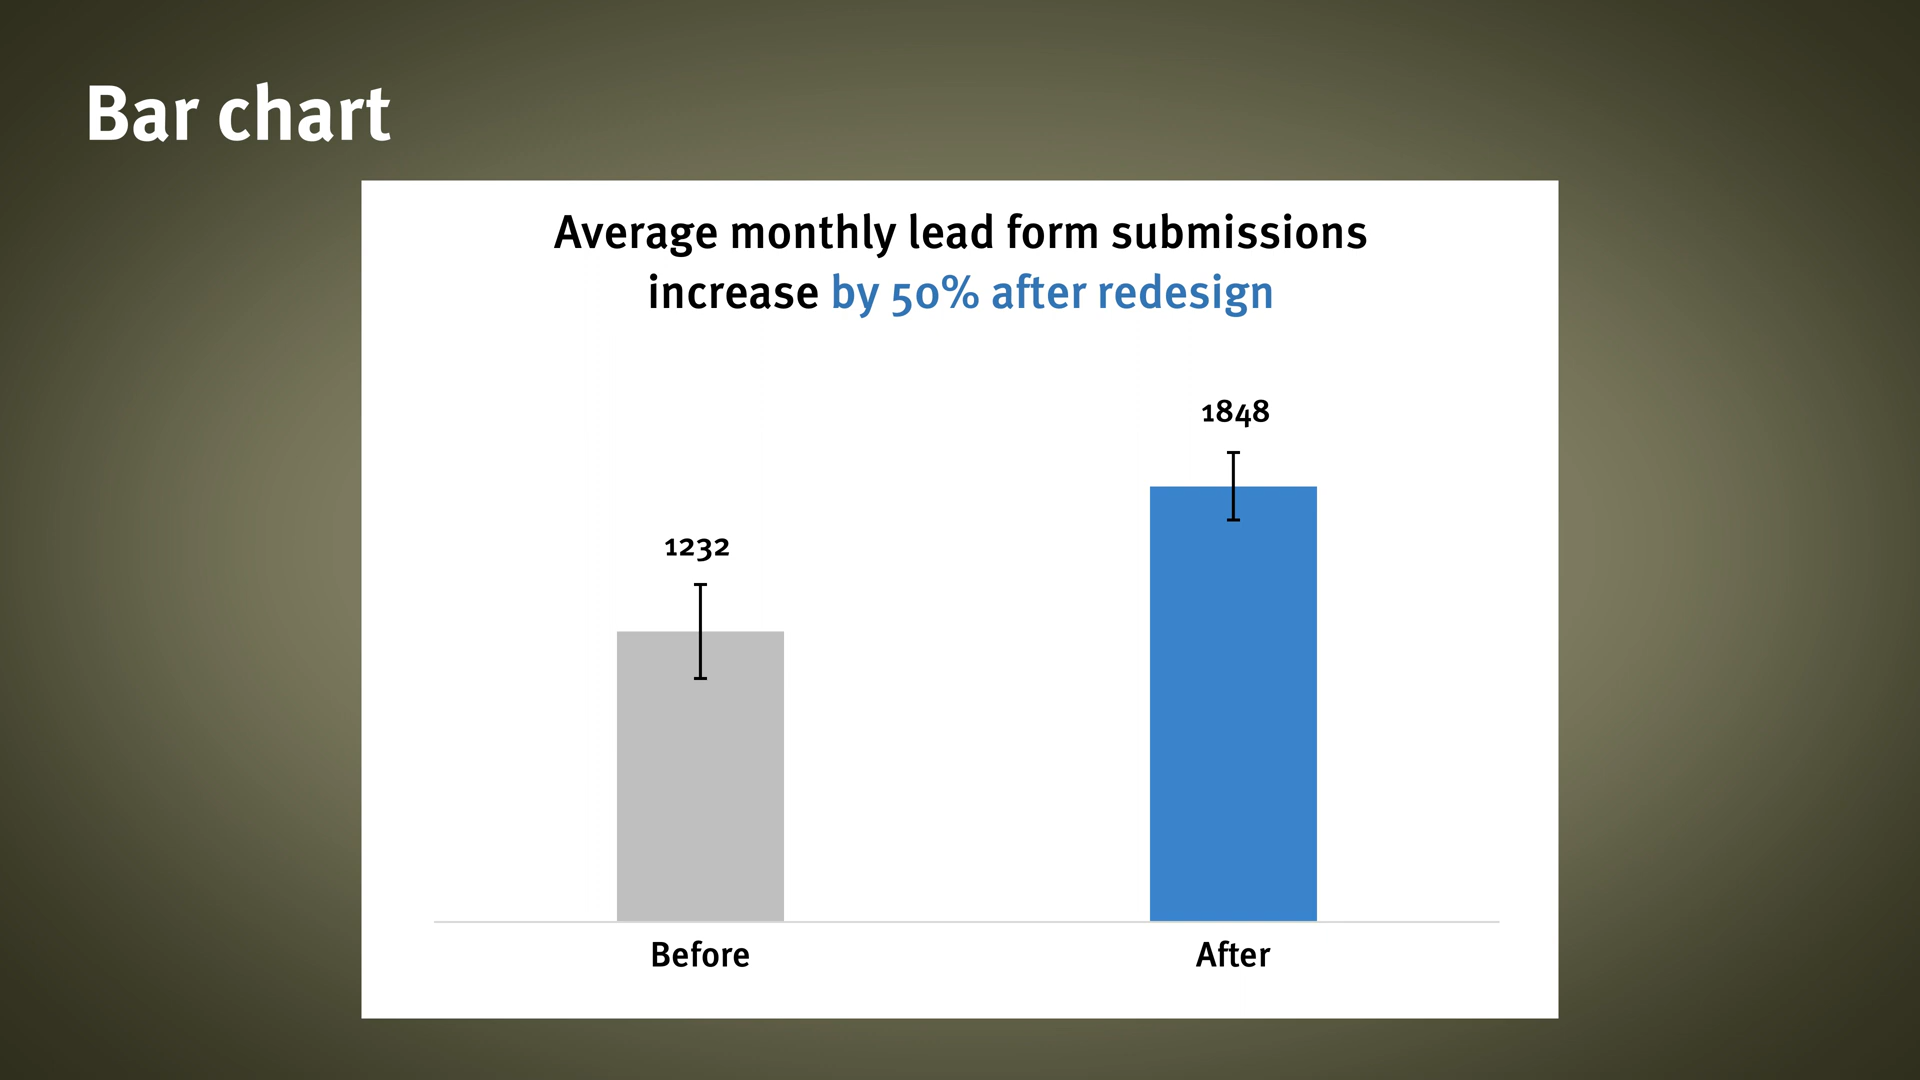 Bar chart
Average monthly lead form submissions
increase by 50% after redesign
1848
1232
Before
After